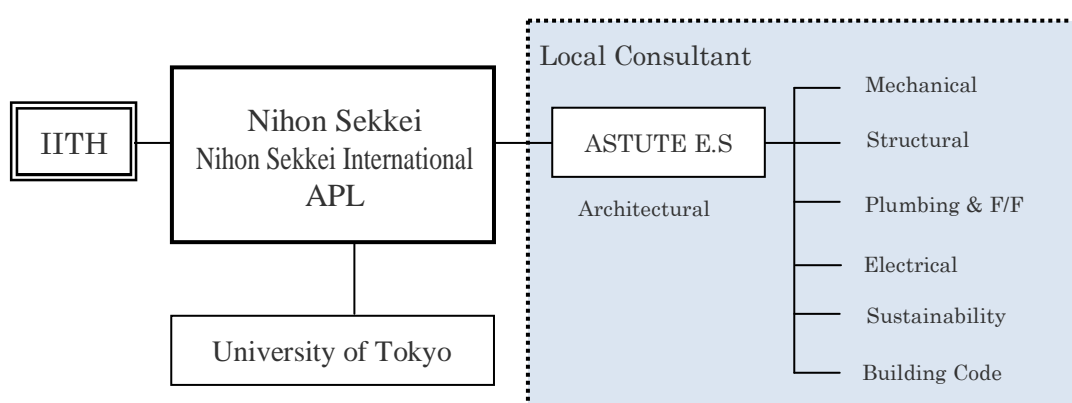 IITH
Nihon Sekkei
Nihon Sekkei International
APL
University of Tokyo
Local Consultant
ASTUTE E.S
Architectural
Mechanical
Structural
Plumbing & F/F
Electrical
Sustainability
Building Code